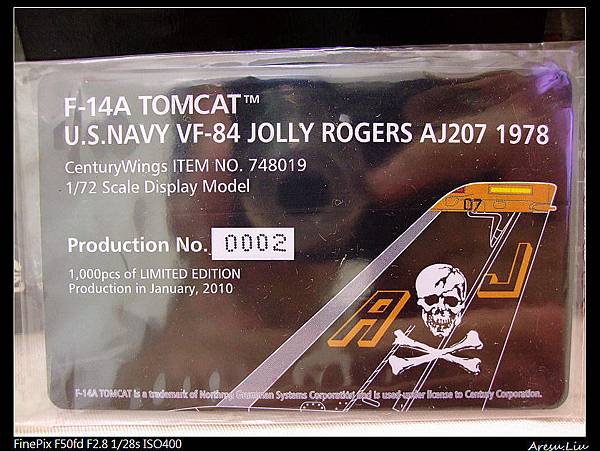 F-14A TOMCAT™
U.S.NAVY VF-84 JOLLY ROGERS AJ207 1978
CenturyWings ITEM NO. 748019
1/72 Scale Display Model
07
Production No. 0002
AJ
1,000pcs of LIMITED EDITION
Production in January, 2010
F-14A TOMCAT is a trademark of Northrop Grumman Systems Corporation and is used under license to Century Corporation.
FinePix F50fd F2.8 1/28s ISO400
Aresu.Liu